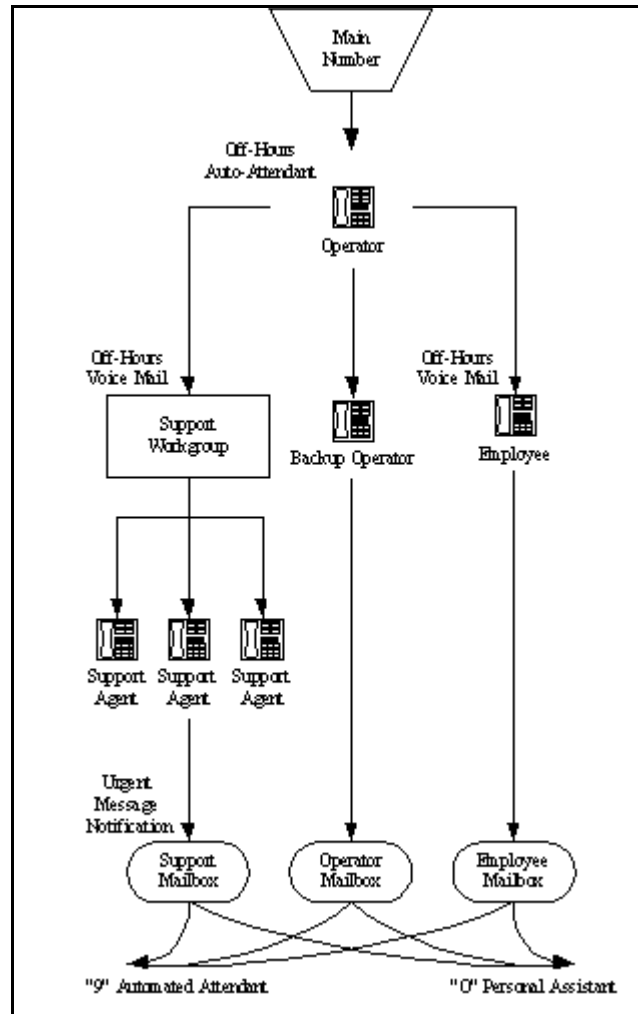 Main
Number
Off-Hours
Auto-Attendant
Operator
Off-Hours
Voice Mail
Off-Hours
Voice Mail
Support
Workgroup
Backup Operator
Employee
Support
Agent
Support
Agent
Support
Agent
Urgent
Message
Notification
Support
Mailbox
Operator
Mailbox
Employee
Mailbox
"9" Automated Attendant
"0" Personal Assistant